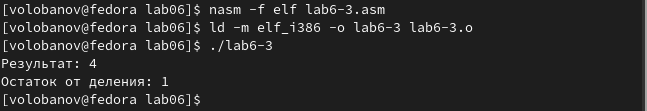 [volobanov@fedora lab06]$ nasm -f elf lab6-3.asm
[volobanov@fedora lab06]$ ld -m elf_i386 -o lab6-3 lab6-3.o
[volobanov@fedora lab06]$ ./lab6-3
Результат: 4
Остаток от деления: 1
[volobanov@fedora lab06]$